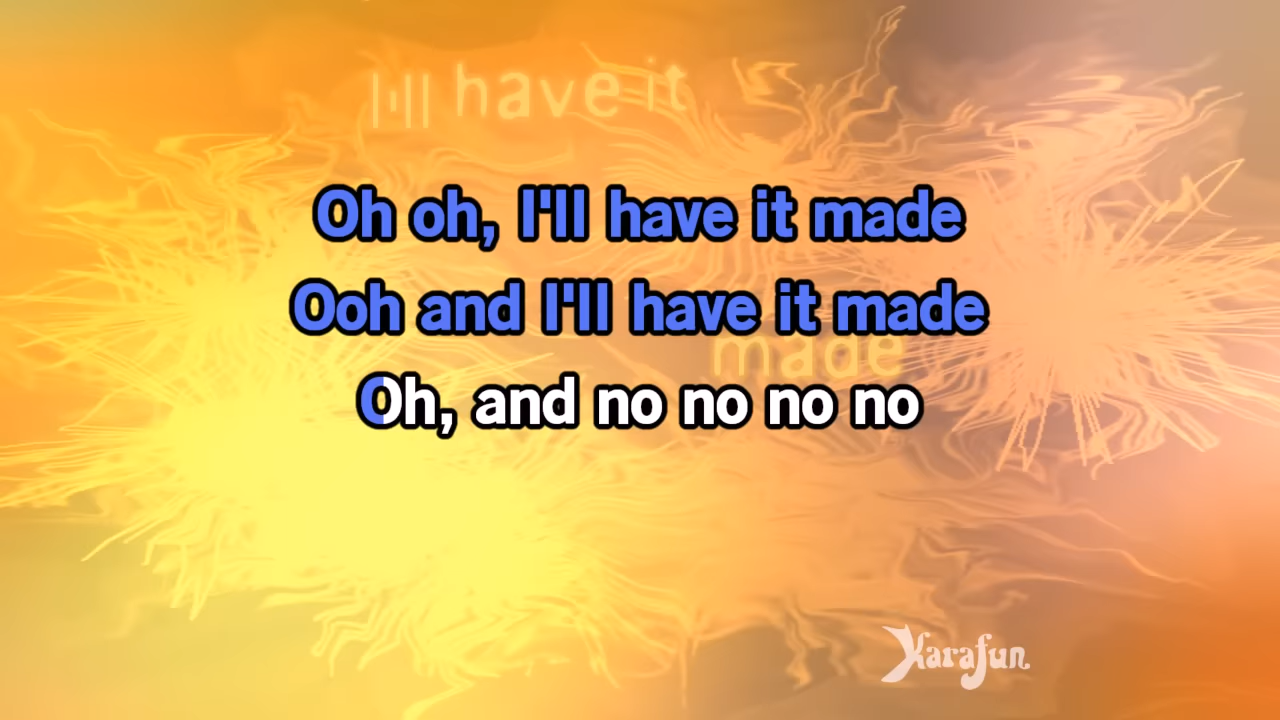 I'll have it
Oh oh, I'll have it made
Ooh and I'll have it made
made
Oh, and no no no no
Karafun